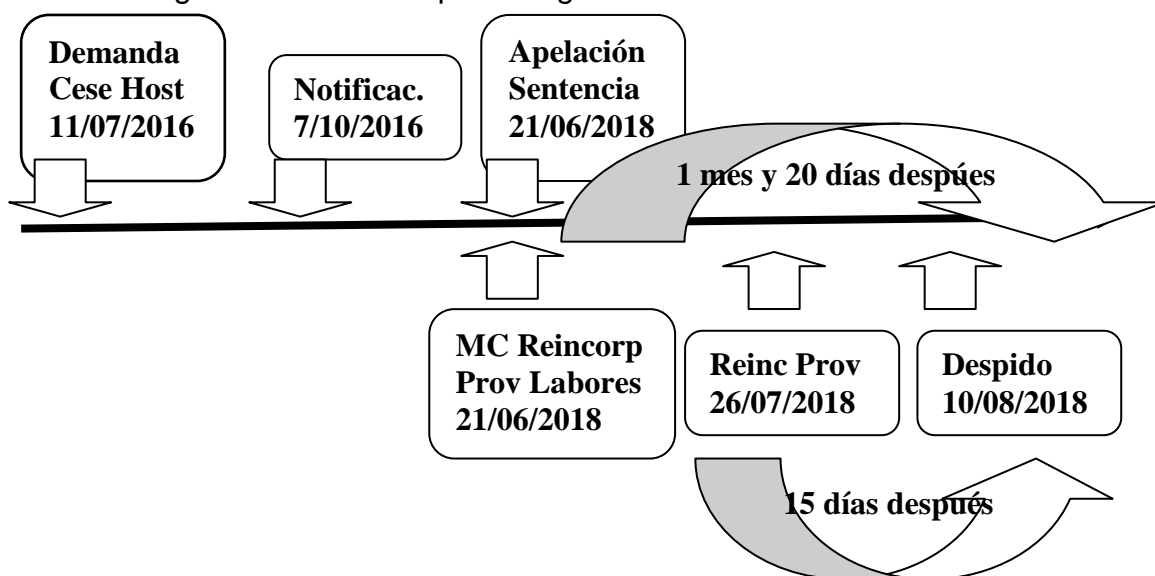 Demanda
Cese Host
11/07/2016
Notificac.
7/10/2016
Apelación
Sentencia
21/06/2018
1 mes y 20 días despúes
MC Reincorp
Prov Labores
21/06/2018
Reinc Prov
26/07/2018
Despido
10/08/2018
15 días después